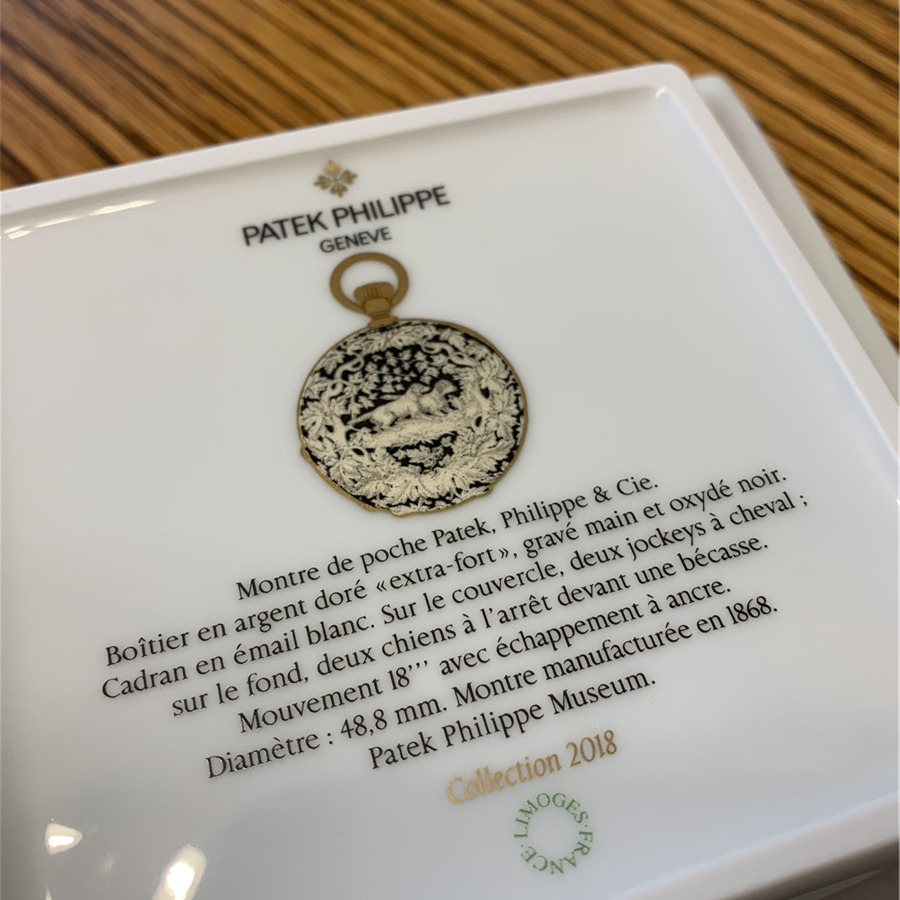 PATEK PHILIPPE
GENEVE
Montre de poche Patek, Philippe & Cie.
Boîtier en argent doré «extra-fort», gravé main et oxydé noir.
Cadran en émail blanc. Sur le couvercle, deux jockeys à cheval ;
sur le fond, deux chiens à l'arrêt devant une bécasse.
Mouvement 18''' avec échappement à ancre.
Diamètre : 48,8 mm. Montre manufacturée en 1868.
Patek Philippe Museum.
Collection 2018
LIMOGES·FRANCE·